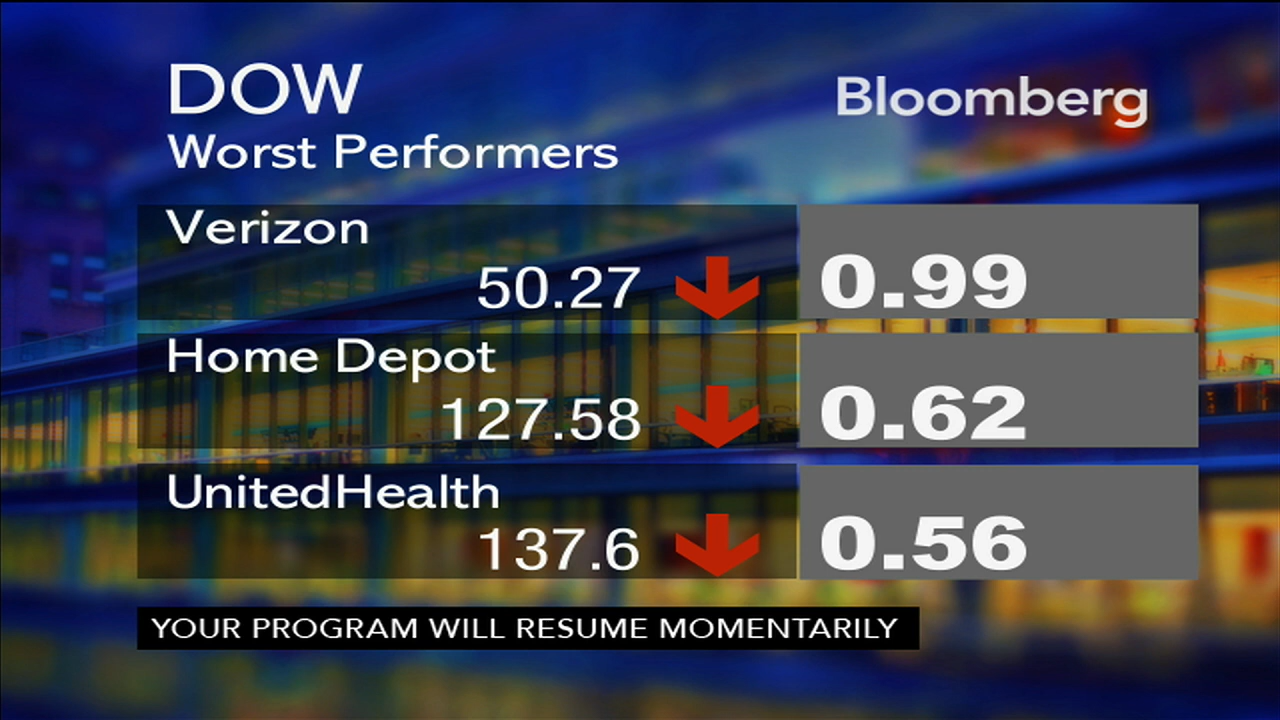 DOW
Bloomberg
Worst Performers
Verizon
50.27
0.99
Home Depot
127.58
0.62
UnitedHealth
137.6
0.56
YOUR PROGRAM WILL RESUME MOMENTARILY